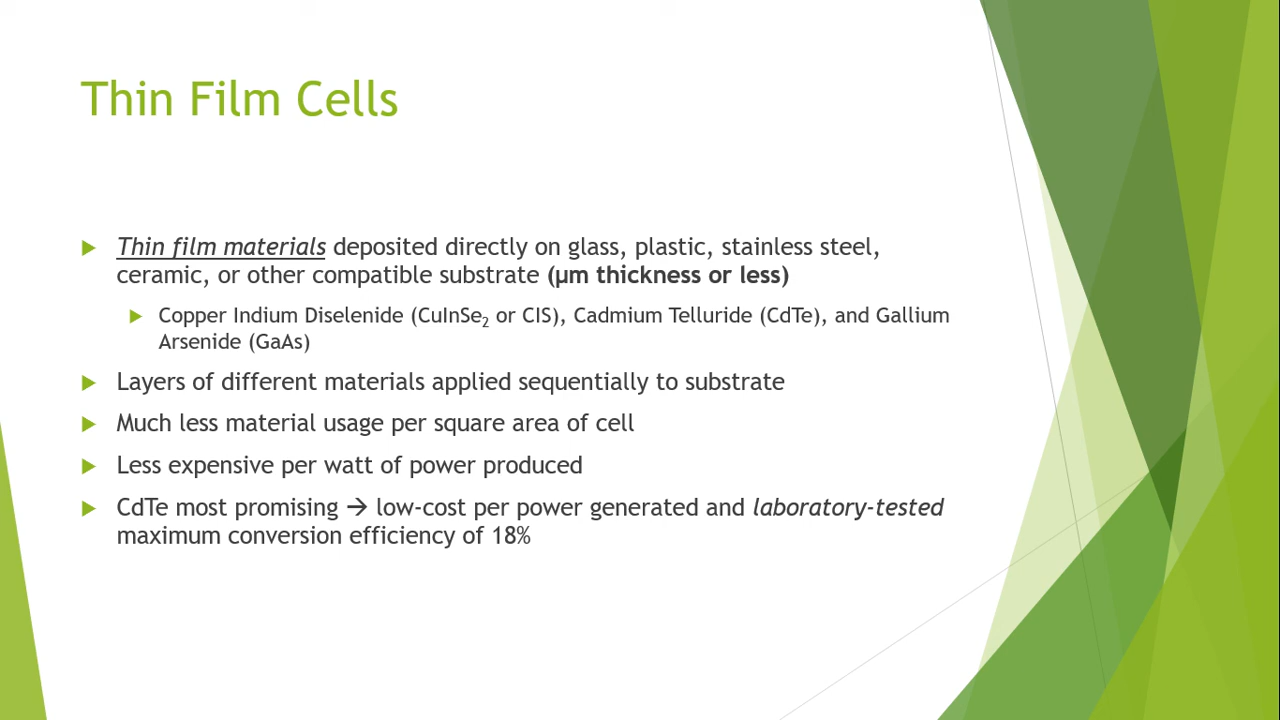 Thin Film Cells
Thin film materials deposited directly on glass, plastic, stainless steel,
ceramic, or other compatible substrate (µm thickness or less)
Copper Indium Diselenide (CuInSe₂ or CIS), Cadmium Telluride (CdTe), and Gallium
Arsenide (GaAs)
Layers of different materials applied sequentially to substrate
Much less material usage per square area of cell
Less expensive per watt of power produced
CdTe most promising → low-cost per power generated and laboratory-tested
maximum conversion efficiency of 18%